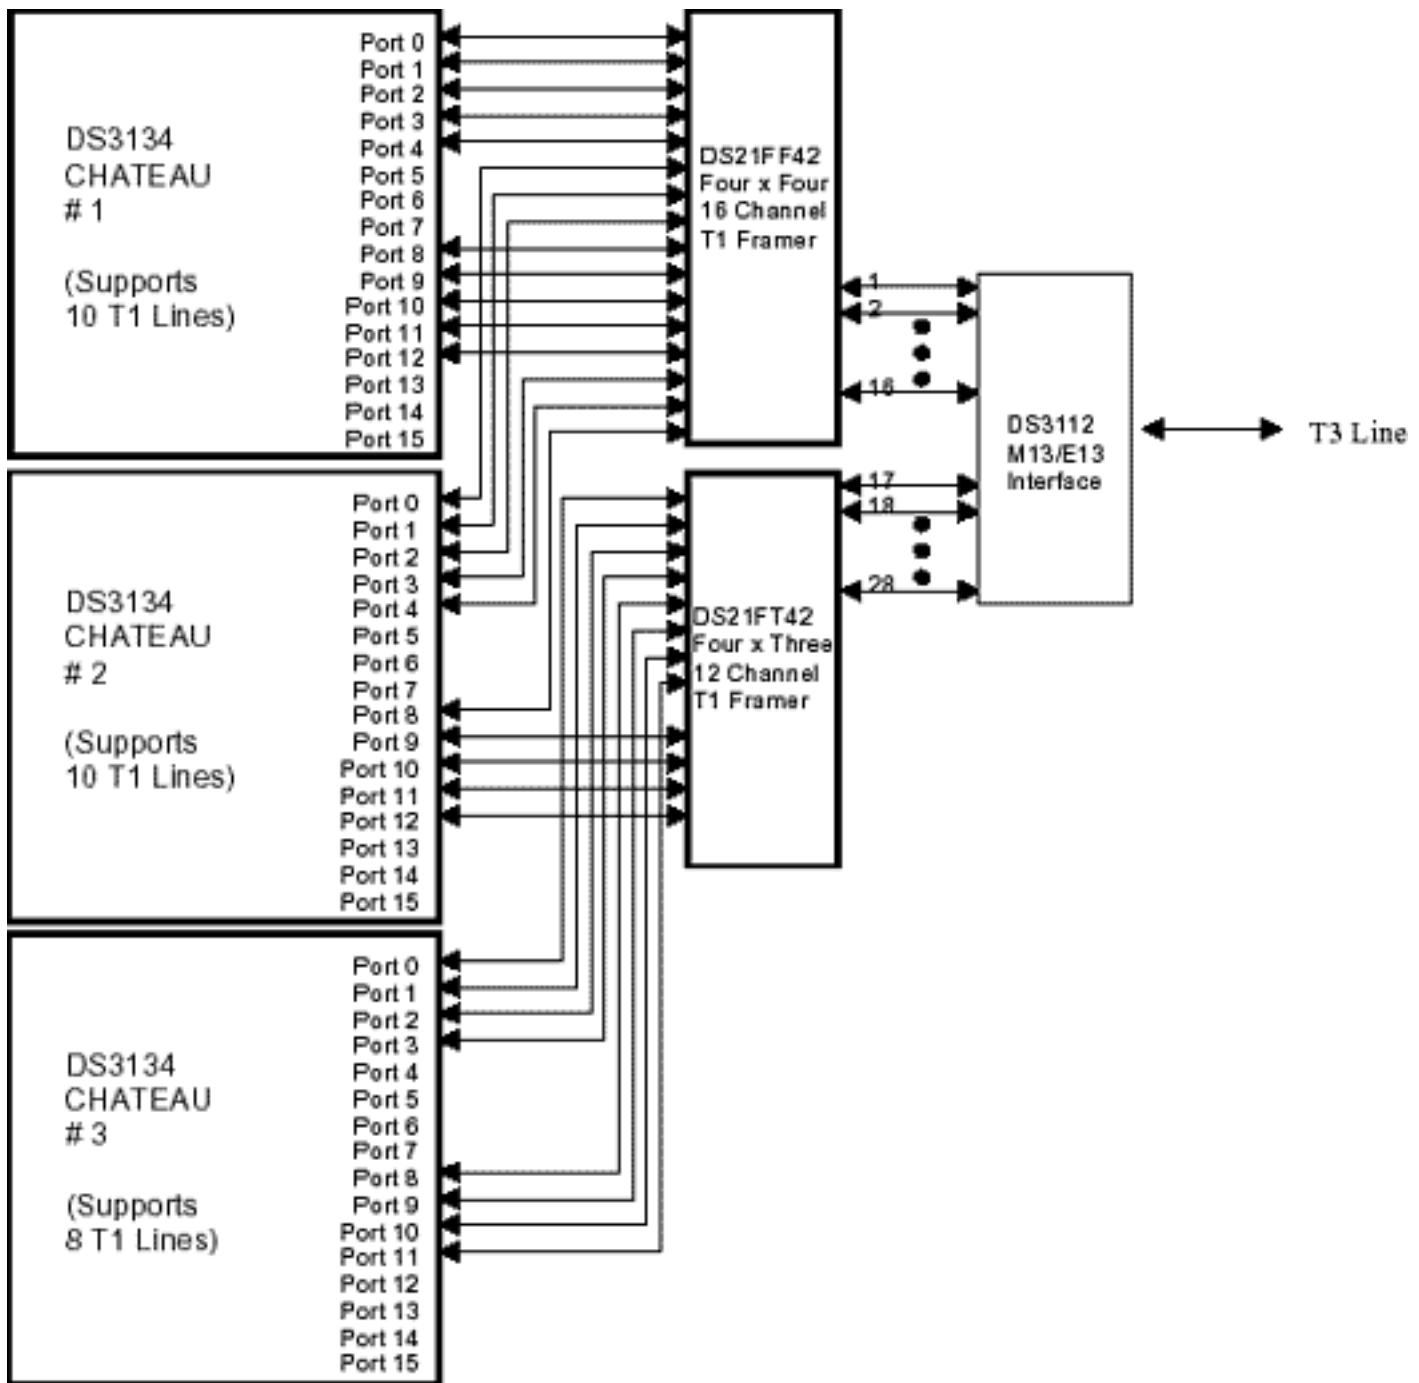 DS3134
CHATEAU
# 1
(Supports
10 T1 Lines)
Port 0
Port 1
Port 2
Port 3
Port 4
Port 5
Port 6
Port 7
Port 8
Port 9
Port 10
Port 11
Port 12
Port 13
Port 14
Port 15
DS3134
CHATEAU
# 2
(Supports
10 T1 Lines)
Port 0
Port 1
Port 2
Port 3
Port 4
Port 5
Port 6
Port 7
Port 8
Port 9
Port 10
Port 11
Port 12
Port 13
Port 14
Port 15
DS3134
CHATEAU
# 3
(Supports
8 T1 Lines)
Port 0
Port 1
Port 2
Port 3
Port 4
Port 5
Port 6
Port 7
Port 8
Port 9
Port 10
Port 11
Port 12
Port 13
Port 14
Port 15
DS21FF42
Four x Four
16 Channel
T1 Framer
DS21FT42
Four x Three
12 Channel
T1 Framer
1
2
16
17
18
28
DS3112
M13/E13
Interface
T3 Line